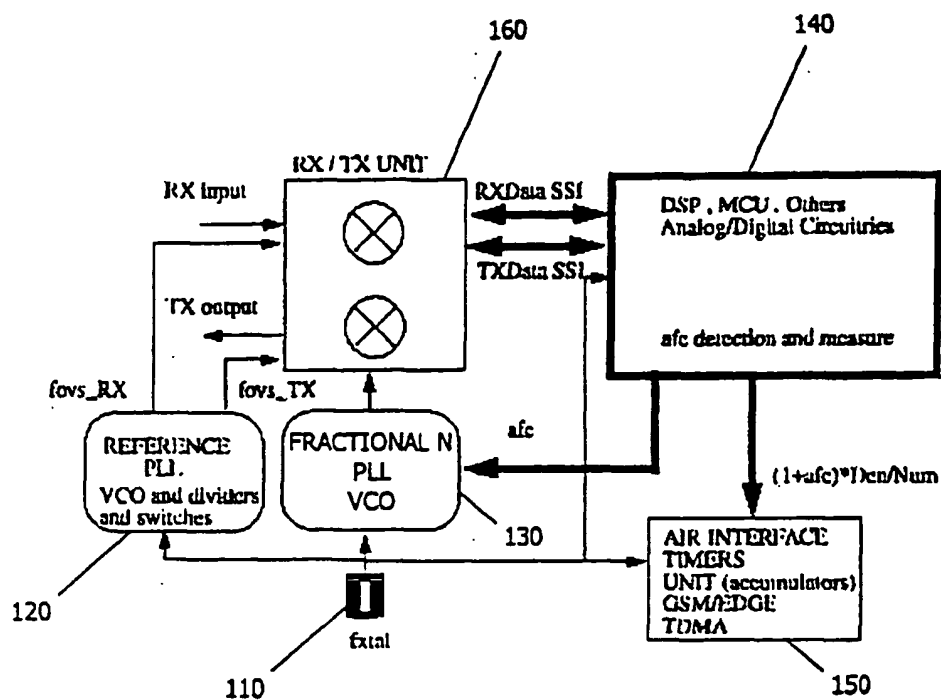 160
140
RX / TX UNIT
RX input
RXData SSI
DSP , MCU , Others
Analog/Digital Circuitries
TXData SSI
TX output
afc detection and measure
fovs_RX
fovs_TX
REFERENCE
PLL
VCO and dividers
and switches
FRACTIONAL N
PLL
VCO
afc
(1+afc)*Den/Num
130
AIR INTERFACE
TIMERS
UNIT (accumulators)
GSM/EDGE
TDMA
120
fxtal
110
150